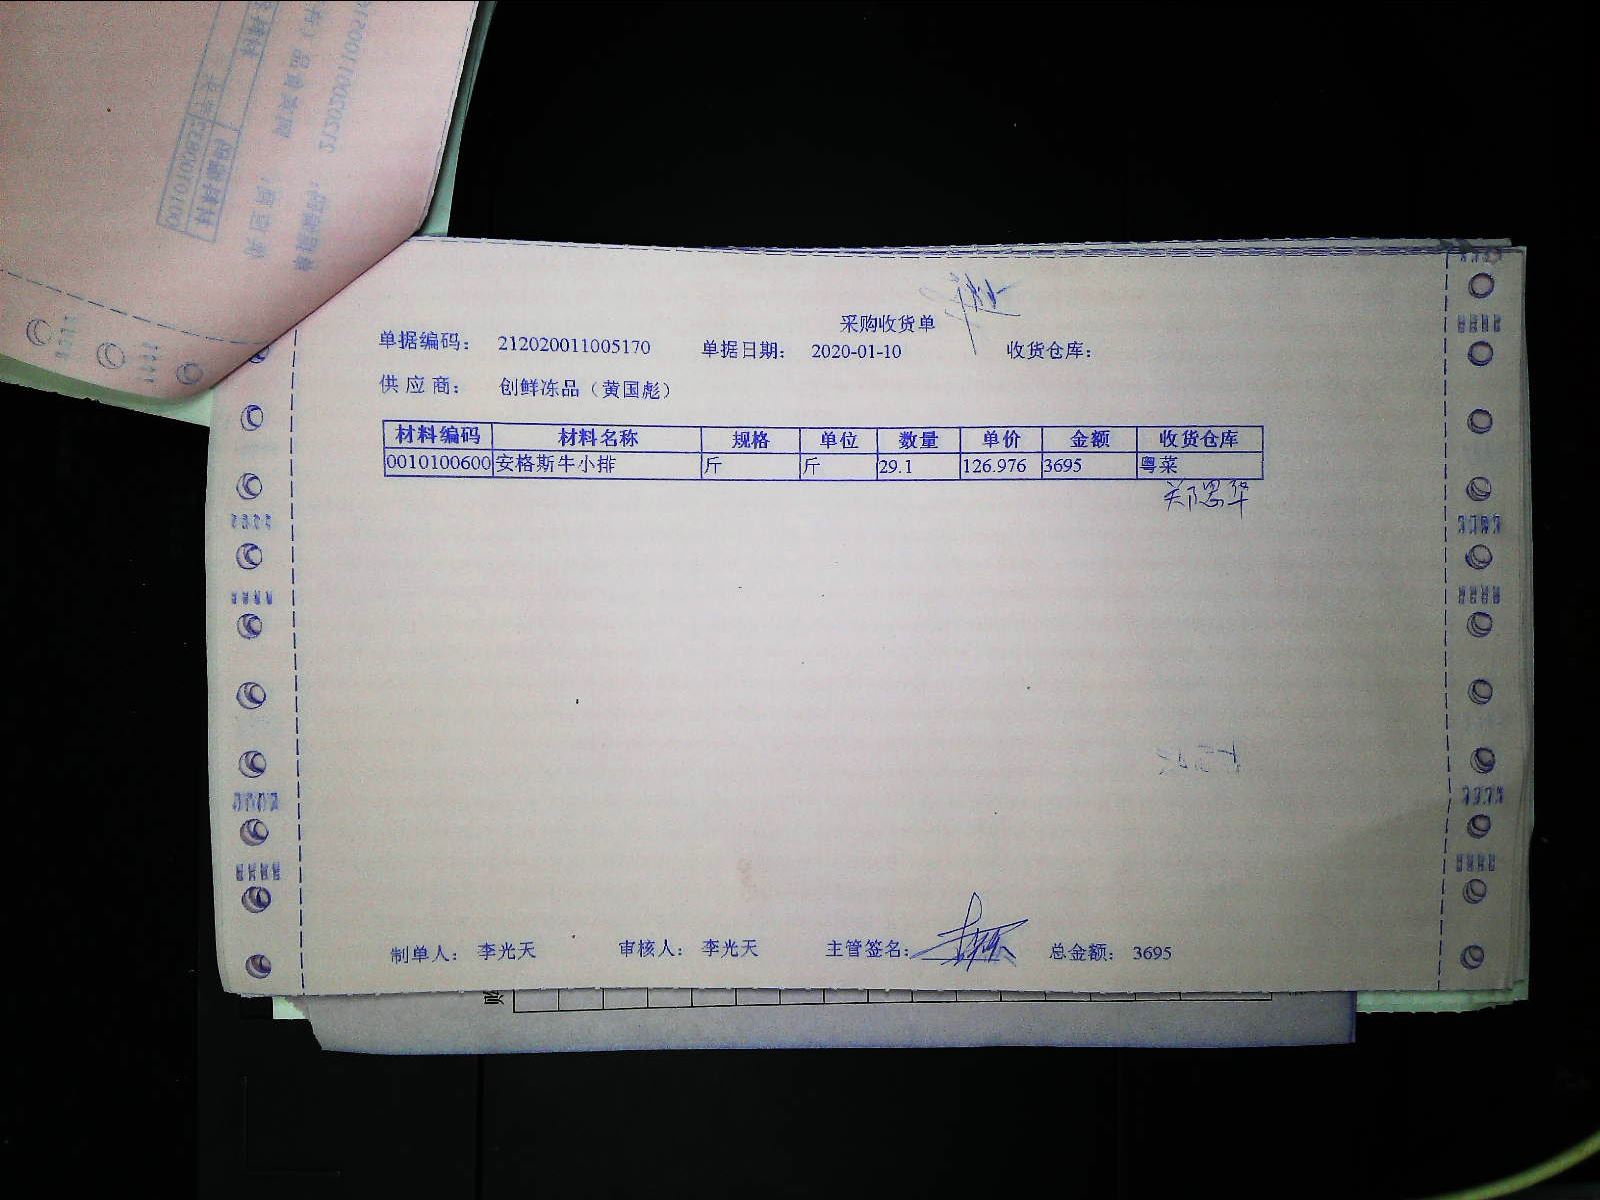 采购收货单
单据编码： 212020011005170 单据日期： 2020-01-10 收货仓库：
供应商： 创鲜冻品（黄国彪）
材料编码 材料名称 规格 单位 数量 单价 金额 收货仓库
0010100600 安格斯牛小排 斤 斤 29.1 126.976 3695 粤菜
郑思华
制单人： 李光天 审核人： 李光天 主管签名： 总金额： 3695